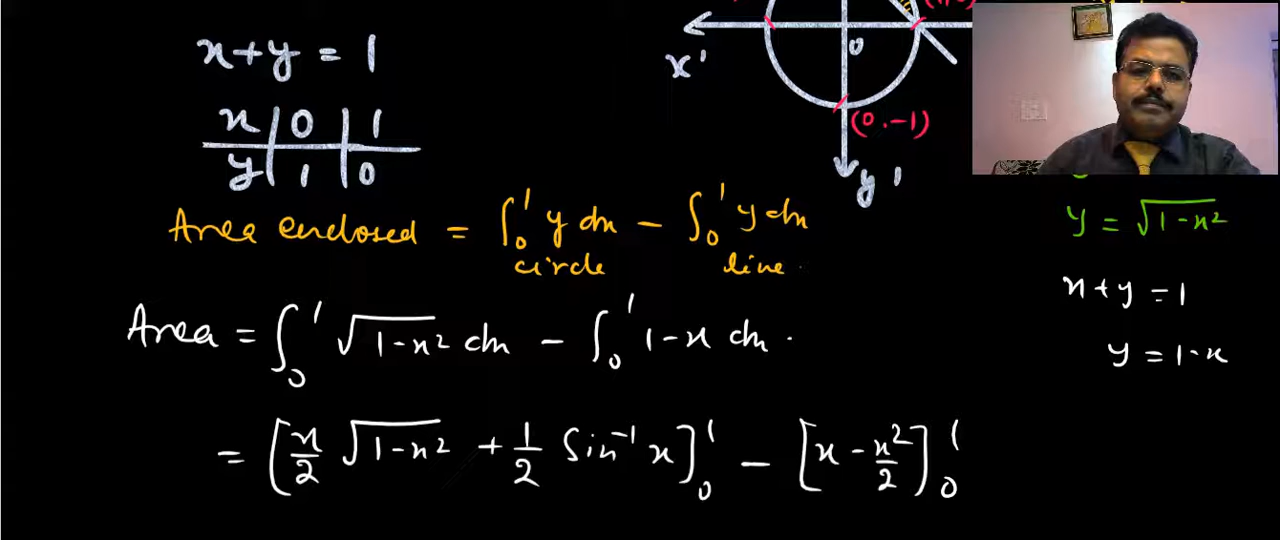 x + y = 1
x | 0 | 1
y | 1 | 0
x'
0
(0, -1)
y'
y = √1-x²
x + y = 1
y = 1-x
Area enclosed = ∫₀¹ y dx − ∫₀¹ y dx
circle line
Area = ∫₀¹ √1-x² dx − ∫₀¹ 1-x dx
= [x/2 √1-x² + 1/2 Sin⁻¹ x]₀¹ − [x − x²/2]₀¹